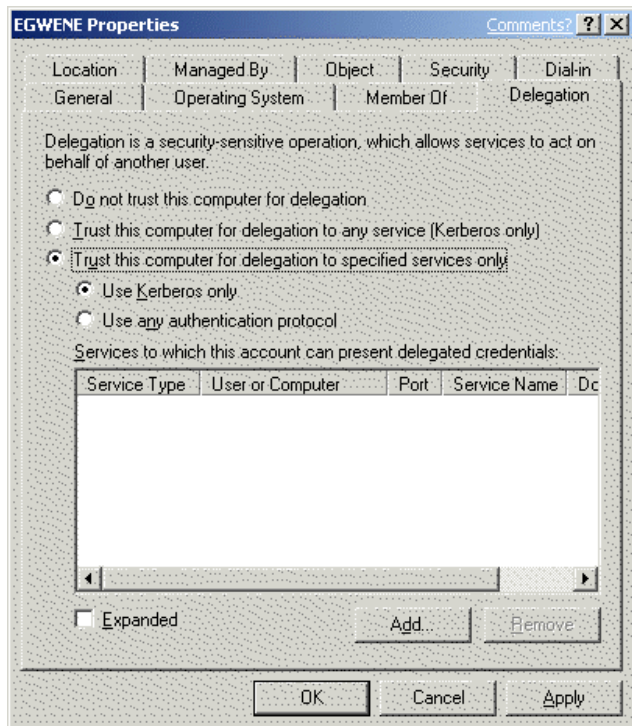 EGWENE Properties Comments?
Location Managed By Object Security Dial-in
General Operating System Member Of Delegation
Delegation is a security-sensitive operation, which allows services to act on
behalf of another user.
Do not trust this computer for delegation
Trust this computer for delegation to any service (Kerberos only)
Trust this computer for delegation to specified services only
Use Kerberos only
Use any authentication protocol
Services to which this account can present delegated credentials:
Service Type User or Computer Port Service Name Do
Expanded Add... Remove
OK Cancel Apply